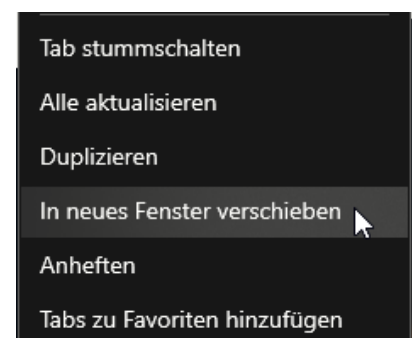 Tab stummschalten
Alle aktualisieren
Duplizieren
In neues Fenster verschieben
Anheften
Tabs zu Favoriten hinzufügen